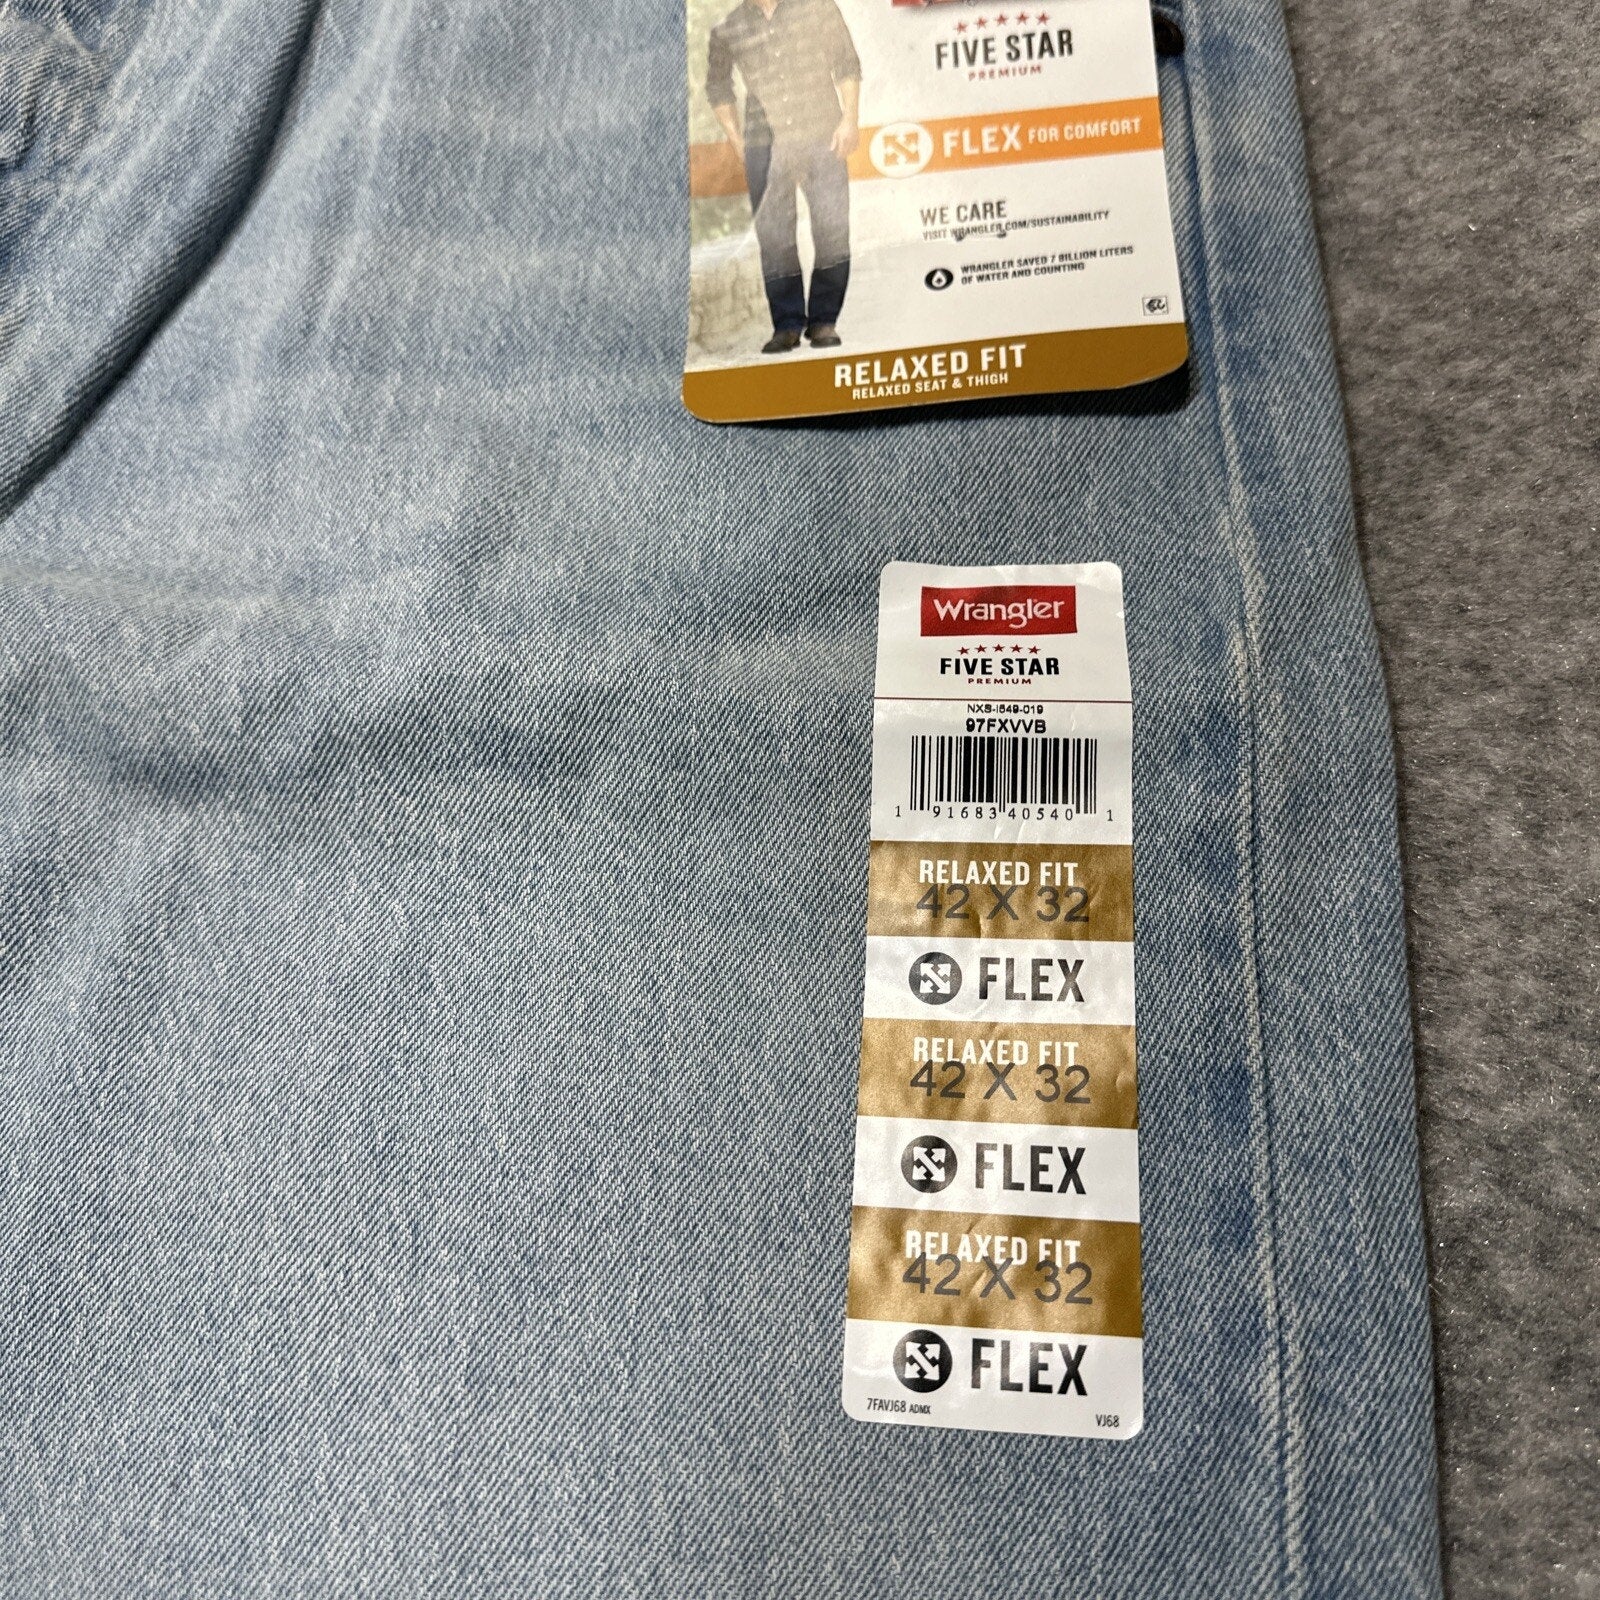 FIVE STAR
PREMIUM
FLEX FOR COMFORT
WE CARE
VISIT WRANGLER.COM/SUSTAINABILITY
WRANGLER SAVED 7 BILLION LITERS
OF WATER AND COUNTING
RELAXED FIT
RELAXED SEAT & THIGH
Wrangler
FIVE STAR
PREMIUM
NXS-I649-019
97FXVVB
1 91683 40540 1
RELAXED FIT
42 X 32
FLEX
RELAXED FIT
42 X 32
FLEX
RELAXED FIT
42 X 32
FLEX
7FAVJ68 ADMX
VJ68